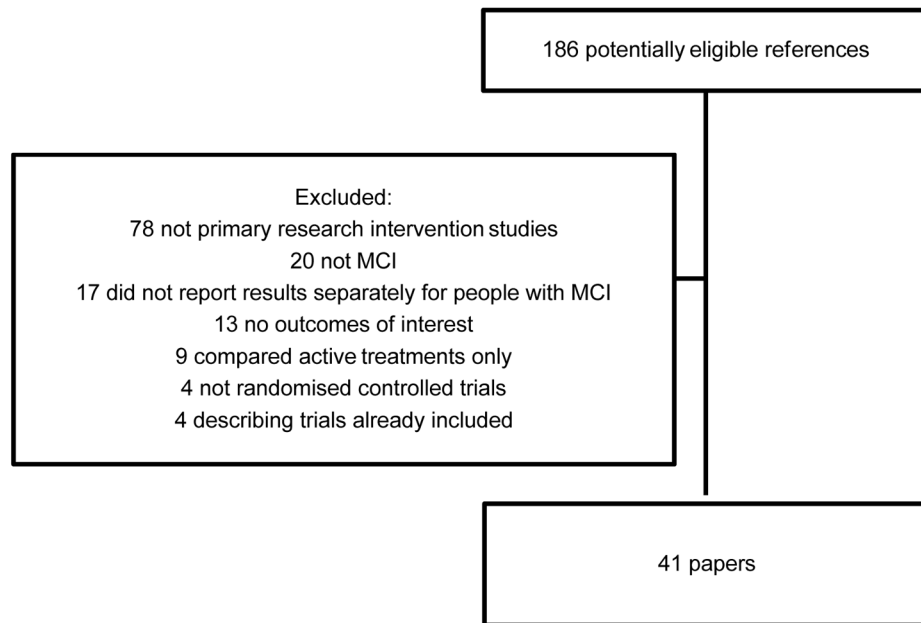 186 potentially eligible references
Excluded:
78 not primary research intervention studies
20 not MCI
17 did not report results separately for people with MCI
13 no outcomes of interest
9 compared active treatments only
4 not randomised controlled trials
4 describing trials already included
41 papers